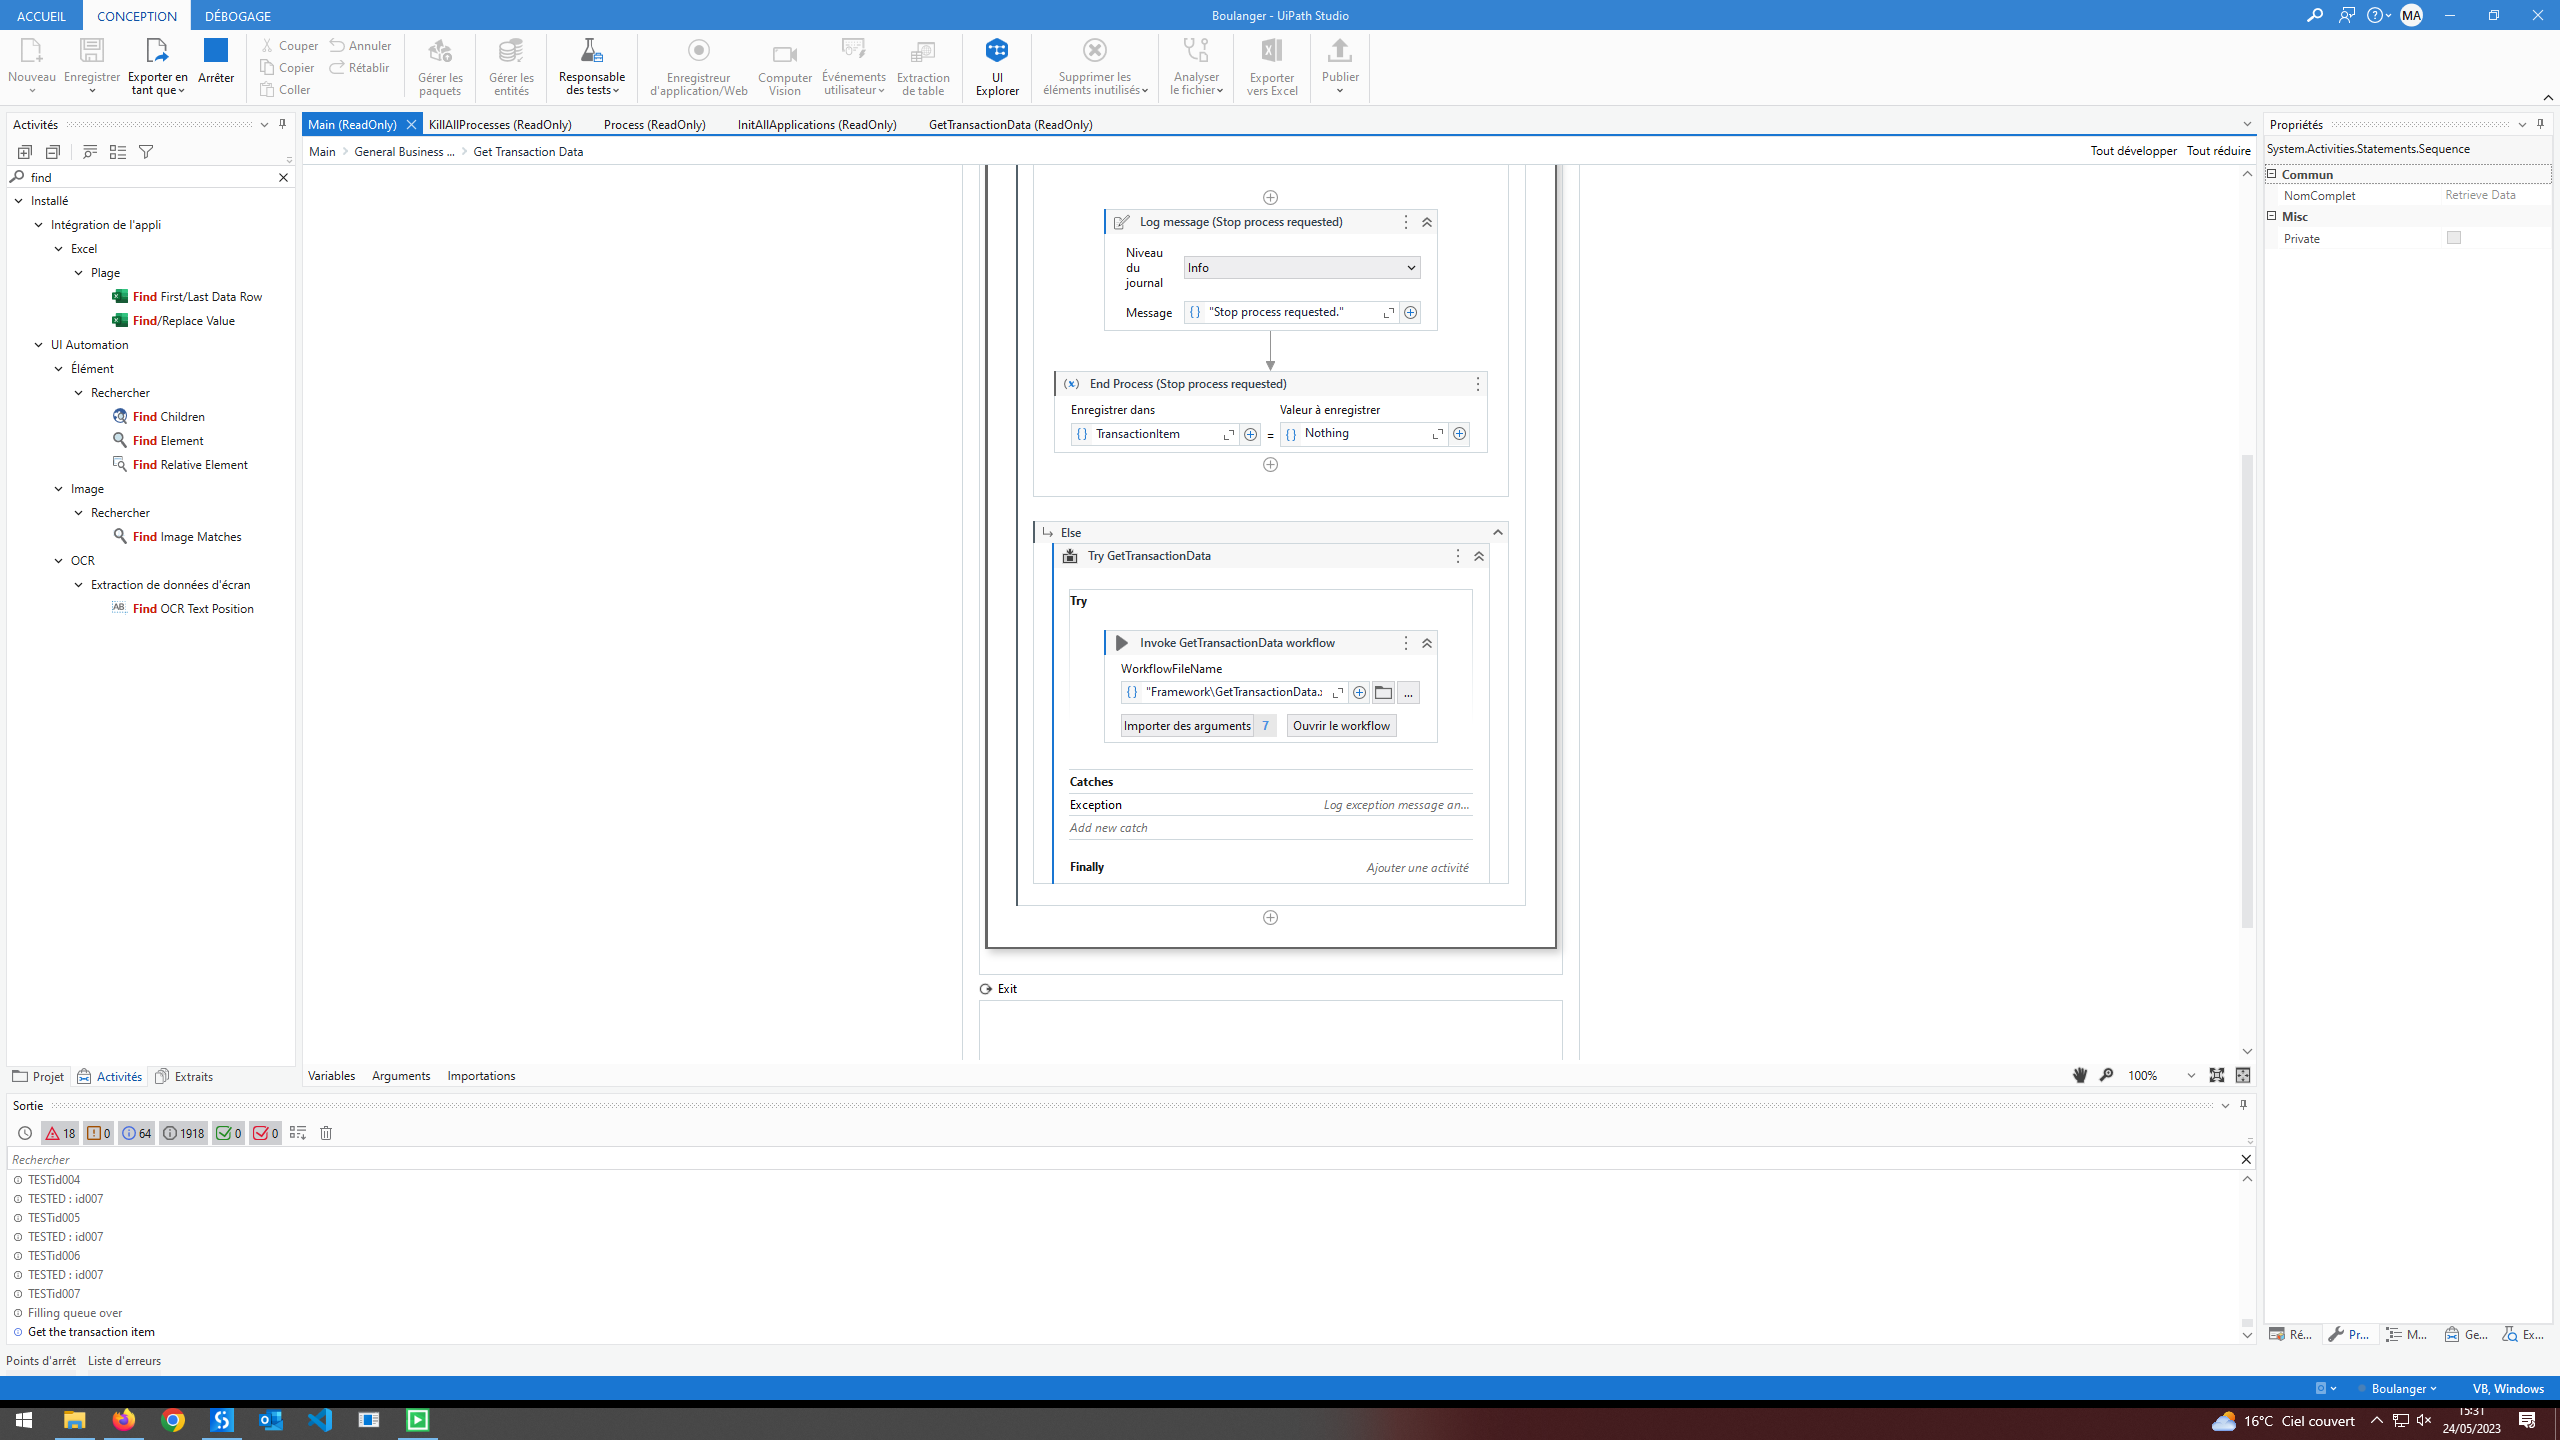 ACCUEIL CONCEPTION DÉBOGAGE Boulanger - UiPath Studio MA
Nouveau
Enregistrer
Exporter en
tant que
Arrêter
Couper
Copier
Coller
Annuler
Rétablir
Gérer les
paquets
Gérer les
entités
Responsable
des tests
Enregistreur
d'application/Web
Computer
Vision
Événements
utilisateur
Extraction
de table
UI
Explorer
Supprimer les
éléments inutilisés
Analyser
le fichier
Exporter
vers Excel
Publier
Activités
find
Installé
Intégration de l'appli
Excel
Plage
Find First/Last Data Row
Find/Replace Value
UI Automation
Élément
Rechercher
Find Children
Find Element
Find Relative Element
Image
Rechercher
Find Image Matches
OCR
Extraction de données d'écran
Find OCR Text Position
Projet Activités Extraits
Main (ReadOnly) KillAllProcesses (ReadOnly) Process (ReadOnly) InitAllApplications (ReadOnly) GetTransactionData (ReadOnly)
Main General Business ... Get Transaction Data Tout développer Tout réduire
Log message (Stop process requested)
Niveau
du
journal
Info
Message "Stop process requested."
End Process (Stop process requested)
Enregistrer dans Valeur à enregistrer
TransactionItem = Nothing
Else
Try GetTransactionData
Try
Invoke GetTransactionData workflow
WorkflowFileName
"Framework\GetTransactionData.x ...
Importer des arguments 7 Ouvrir le workflow
Catches
Exception Log exception message an...
Add new catch
Finally Ajouter une activité
Exit
Variables Arguments Importations 100%
Propriétés
System.Activities.Statements.Sequence
Commun
NomComplet Retrieve Data
Misc
Private
Sortie
18 0 64 1918 0 0
Rechercher
TESTid004
TESTED : id007
TESTid005
TESTED : id007
TESTid006
TESTED : id007
TESTid007
Filling queue over
Get the transaction item
Ré... Pr... M... Ge... Ex...
Points d'arrêt Liste d'erreurs
Boulanger VB, Windows
16°C Ciel couvert
15:31
24/05/2023